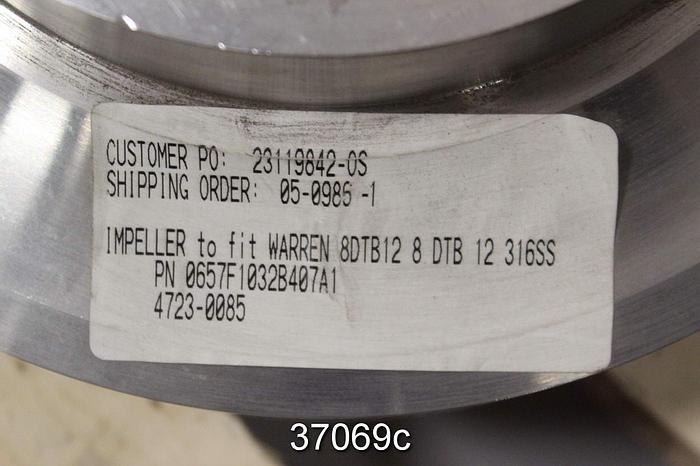 CUSTOMER PO: 23119842-OS
SHIPPING ORDER: 05-0986 -1
IMPELLER to fit WARREN 8DTB12 8 DTB 12 316SS
PN 0657F1032B407A1
4723-0085
37069c